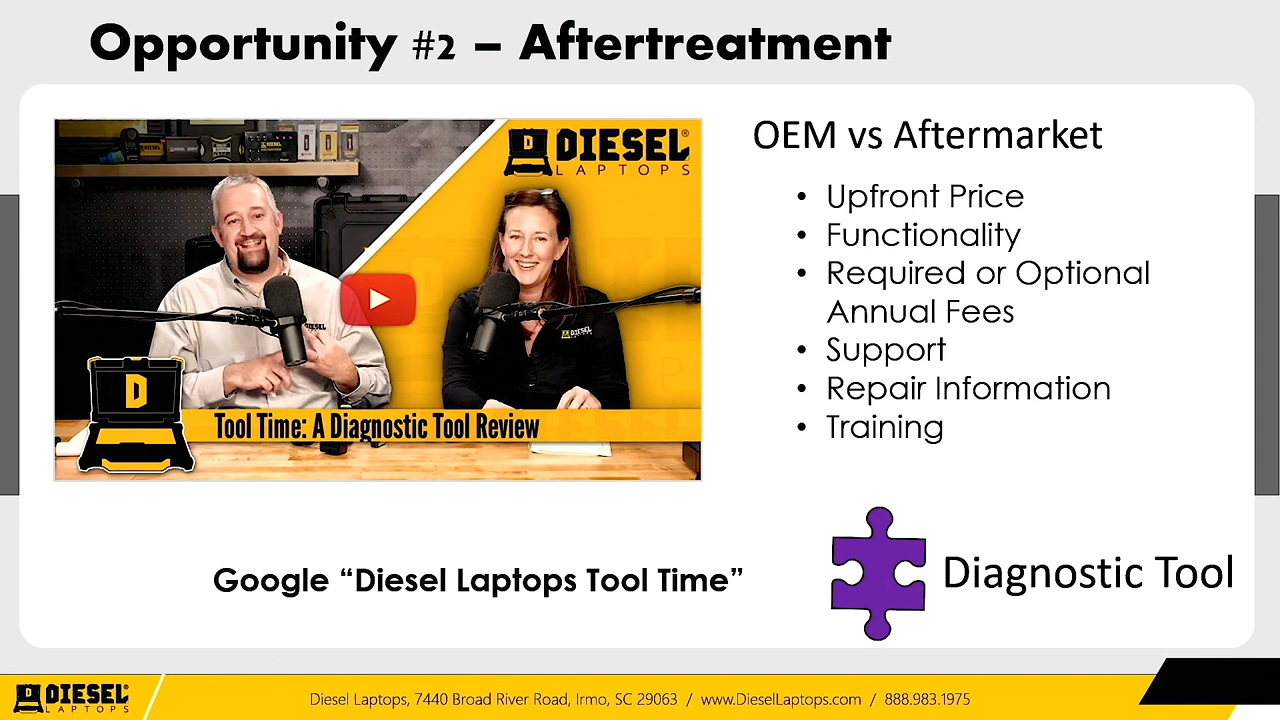 Opportunity #2 – Aftertreatment
DIESEL®
LAPTOPS
DIESEL
D
D
Tool Time: A Diagnostic Tool Review
OEM vs Aftermarket
• Upfront Price
• Functionality
• Required or Optional
Annual Fees
• Support
• Repair Information
• Training
Google “Diesel Laptops Tool Time”
Diagnostic Tool
DIESEL
LAPTOPS
Diesel Laptops, 7440 Broad River Road, Irmo, SC 29063 / www.DieselLaptops.com / 888.983.1975